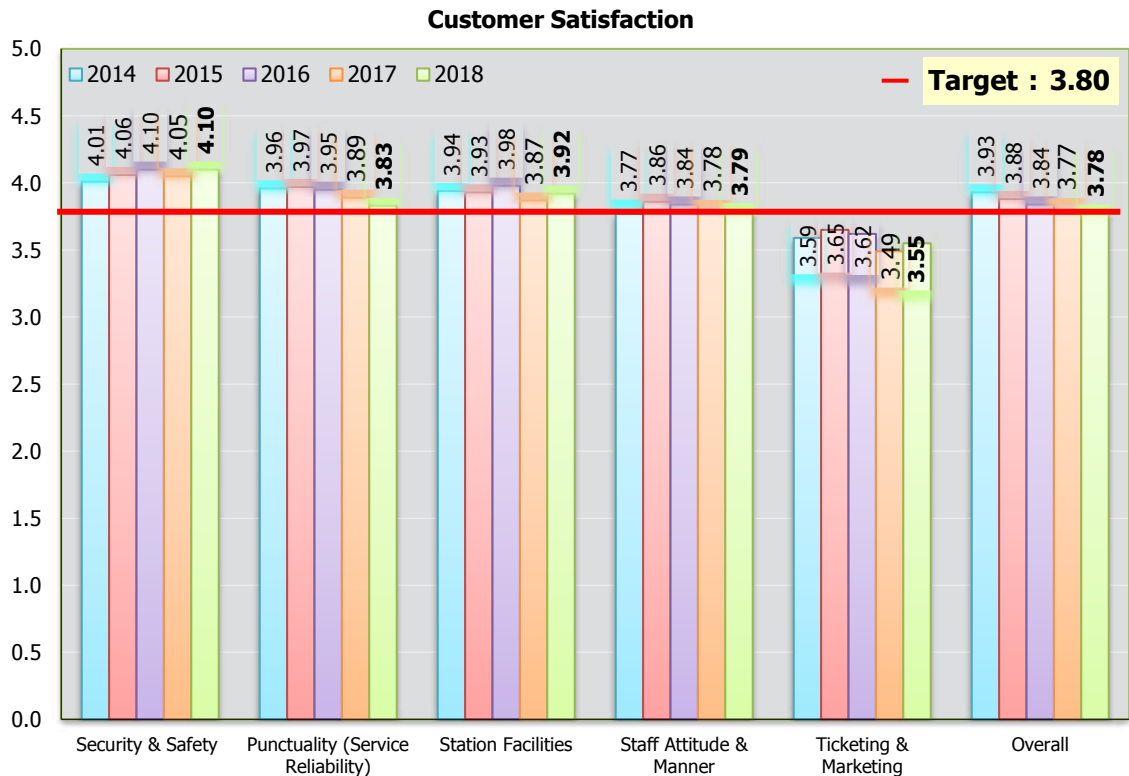 Customer Satisfaction
5.0
4.5
4.0
3.5
3.0
2.5
2.0
1.5
1.0
0.5
0.0
2014 2015 2016 2017 2018
Target : 3.80
4.01 4.06 4.10 4.05 4.10
3.96 3.97 3.95 3.89 3.83
3.94 3.93 3.98 3.87 3.92
3.77 3.86 3.84 3.78 3.79
3.59 3.65 3.62 3.49 3.55
3.93 3.88 3.84 3.77 3.78
Security & Safety
Punctuality (Service
Reliability)
Station Facilities
Staff Attitude &
Manner
Ticketing &
Marketing
Overall